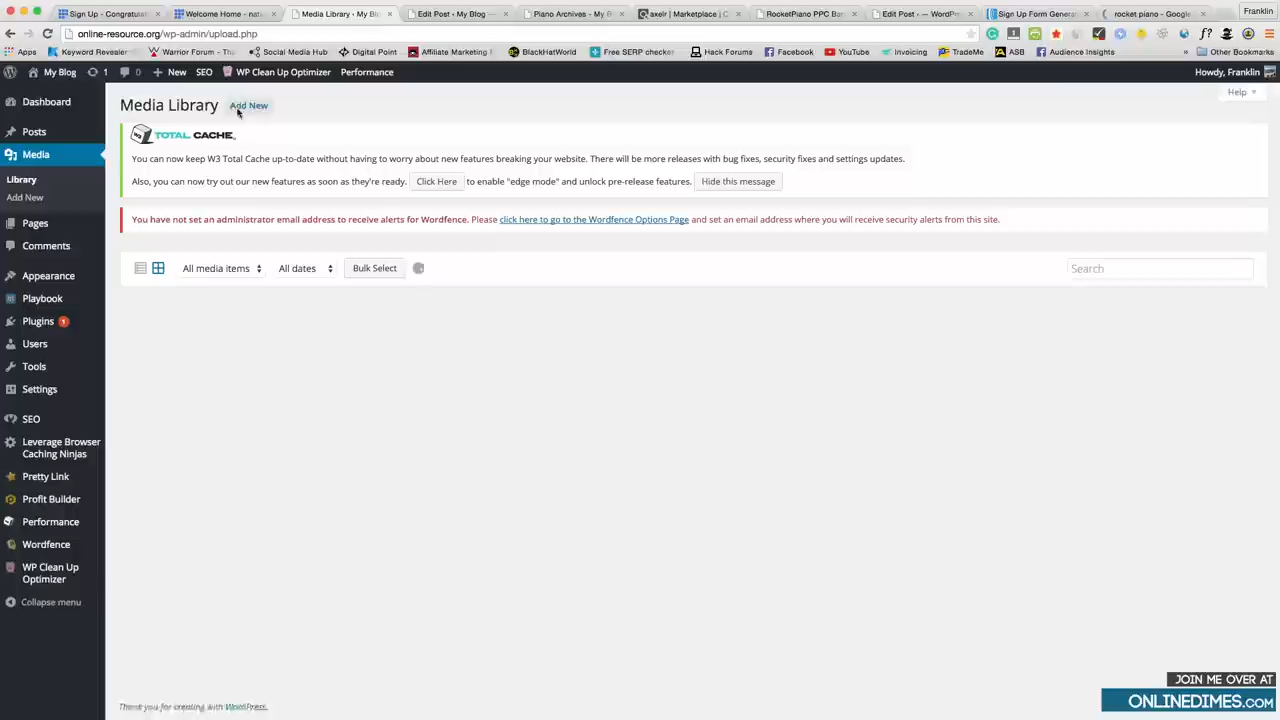 Sign Up - Congratulati
Welcome Home - nati
Media Library ‹ My Bl
Edit Post ‹ My Blog —
Piano Archives - My B
axelr | Marketplace | C
RocketPiano PPC Ban
Edit Post ‹ — WordPre
Sign Up Form Generat
rocket piano - Google
Franklin
online-resource.org/wp-admin/upload.php
Apps
Keyword Revealer
Warrior Forum - The
Social Media Hub
Digital Point
Affiliate Marketing
BlackHatWorld
Free SERP checker
Hack Forums
Facebook
YouTube
Invoicing
TradeMe
ASB
Audience Insights
Other Bookmarks
My Blog
1
0
New
SEO
WP Clean Up Optimizer
Performance
Howdy, Franklin
Dashboard
Posts
Media
Library
Add New
Pages
Comments
Appearance
Playbook
Plugins 1
Users
Tools
Settings
SEO
Leverage Browser
Caching Ninjas
Pretty Link
Profit Builder
Performance
Wordfence
WP Clean Up
Optimizer
Collapse menu
Media Library Add New
Help
W3 TOTAL CACHE
You can now keep W3 Total Cache up-to-date without having to worry about new features breaking your website. There will be more releases with bug fixes, security fixes and settings updates.
Also, you can now try out our new features as soon as they're ready. Click Here to enable "edge mode" and unlock pre-release features. Hide this message
You have not set an administrator email address to receive alerts for Wordfence. Please click here to go to the Wordfence Options Page and set an email address where you will receive security alerts from this site.
All media items
All dates
Bulk Select
Search
Thank you for creating with WordPress.
JOIN ME OVER AT
ONLINEDIMES.COM